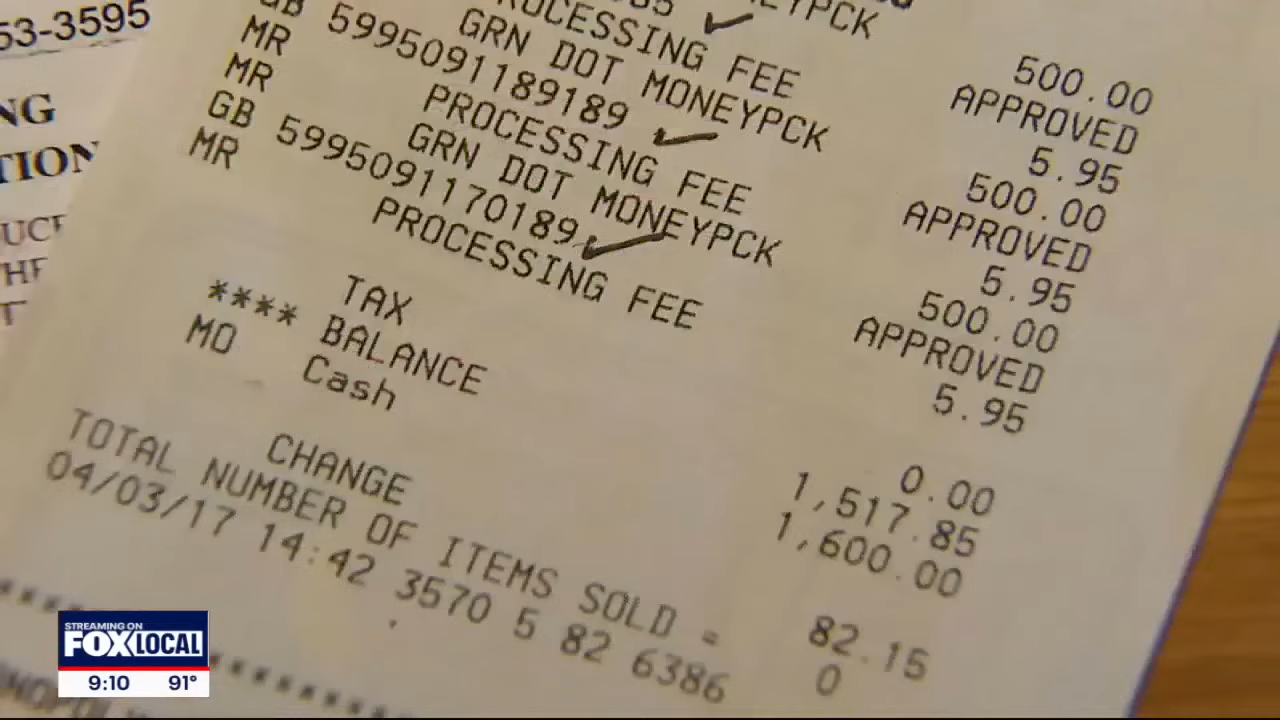 53-3595
NG
TION
EYPCK
PROCESSING FEE 500.00
GRN DOT MONEYPCK APPROVED
GB 5995091189189
MR PROCESSING FEE 5.95
MR GRN DOT MONEYPCK 500.00
GB 5995091170189 APPROVED
MR PROCESSING FEE 5.95
500.00
APPROVED
5.95
TAX 0.00
**** BALANCE 1,517.85
MO Cash 1,600.00
CHANGE 82.15
TOTAL NUMBER OF ITEMS SOLD = 0
04/03/17 14:42 3570 5 82 6386
STREAMING ON
FOX LOCAL
9:10 91°